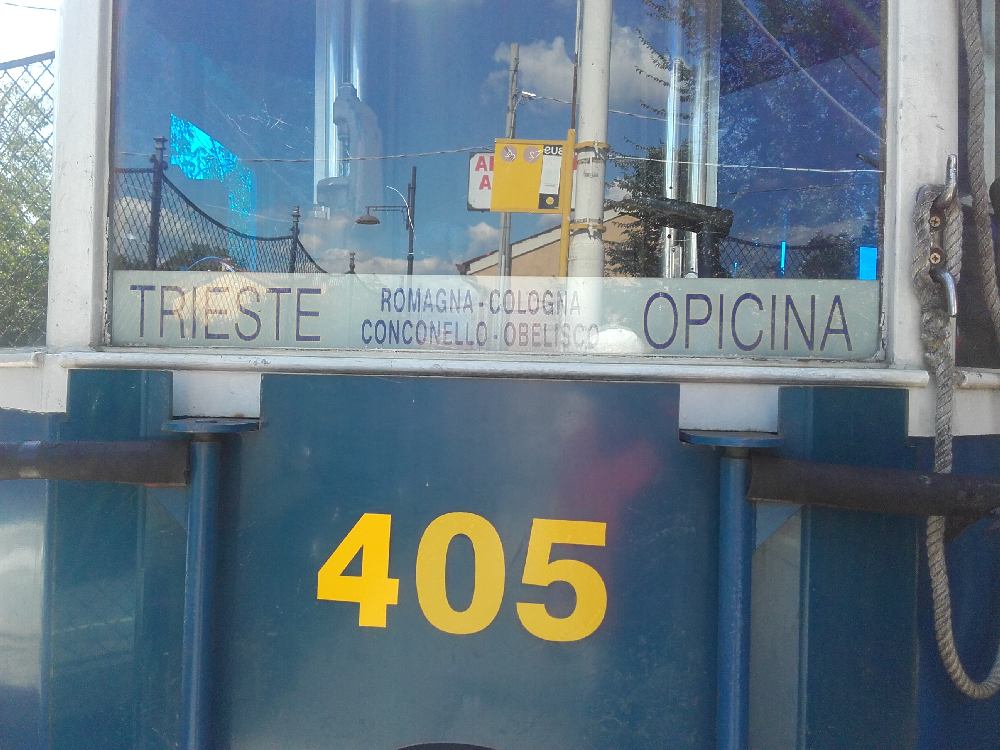 TRIESTE
ROMAGNA - COLOGNA
CONCONELLO - OBELISCO
OPICINA
405